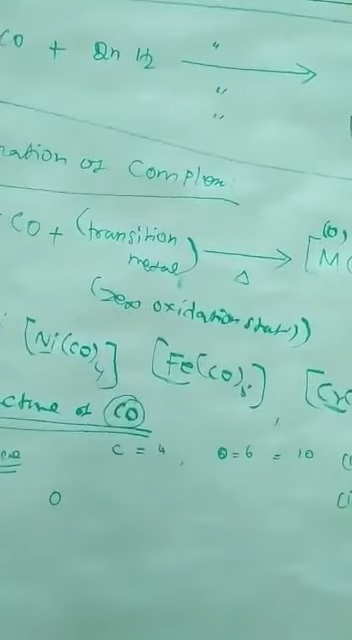 CO + 2n H2 " →
"
"
nation of Complex
CO + (transition → [M(
metal) Δ (0)
(zero oxidation state))
[Ni(CO)4] [Fe(CO)5] , [Cr
cture of CO
C = 4 , O = 6 = 10 (
O (i